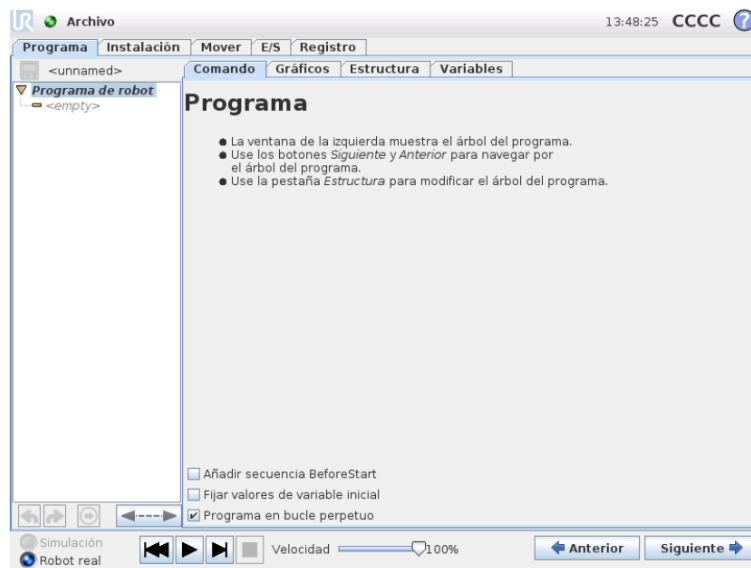 UR Archivo 13:48:25 CCCC ?
Programa Instalación Mover E/S Registro
<unnamed>
Comando Gráficos Estructura Variables
Programa de robot
<empty>
Programa
La ventana de la izquierda muestra el árbol del programa.
Use los botones Siguiente y Anterior para navegar por
el árbol del programa.
Use la pestaña Estructura para modificar el árbol del programa.
Añadir secuencia BeforeStart
Fijar valores de variable inicial
Programa en bucle perpetuo
Simulación
Robot real
Velocidad 100%
Anterior Siguiente